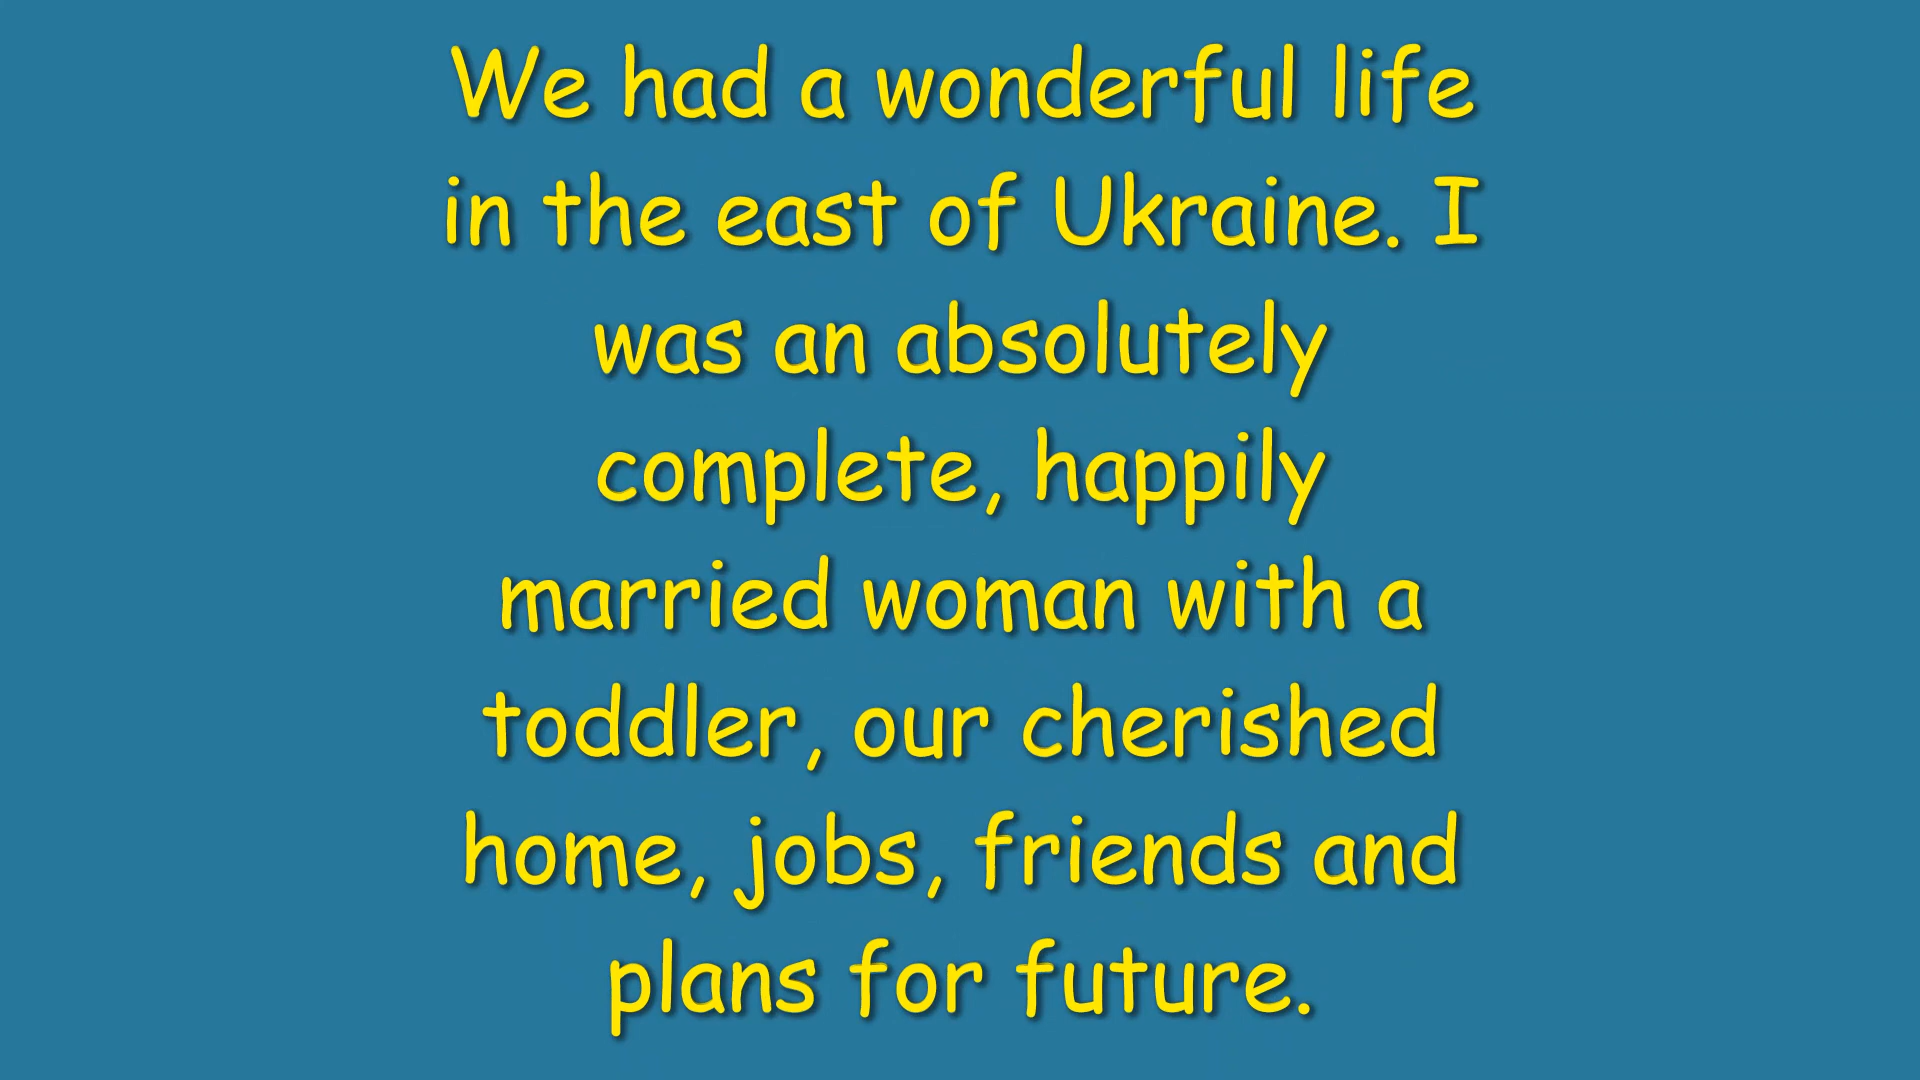 We had a wonderful life
in the east of Ukraine. I
was an absolutely
complete, happily
married woman with a
toddler, our cherished
home, jobs, friends and
plans for future.